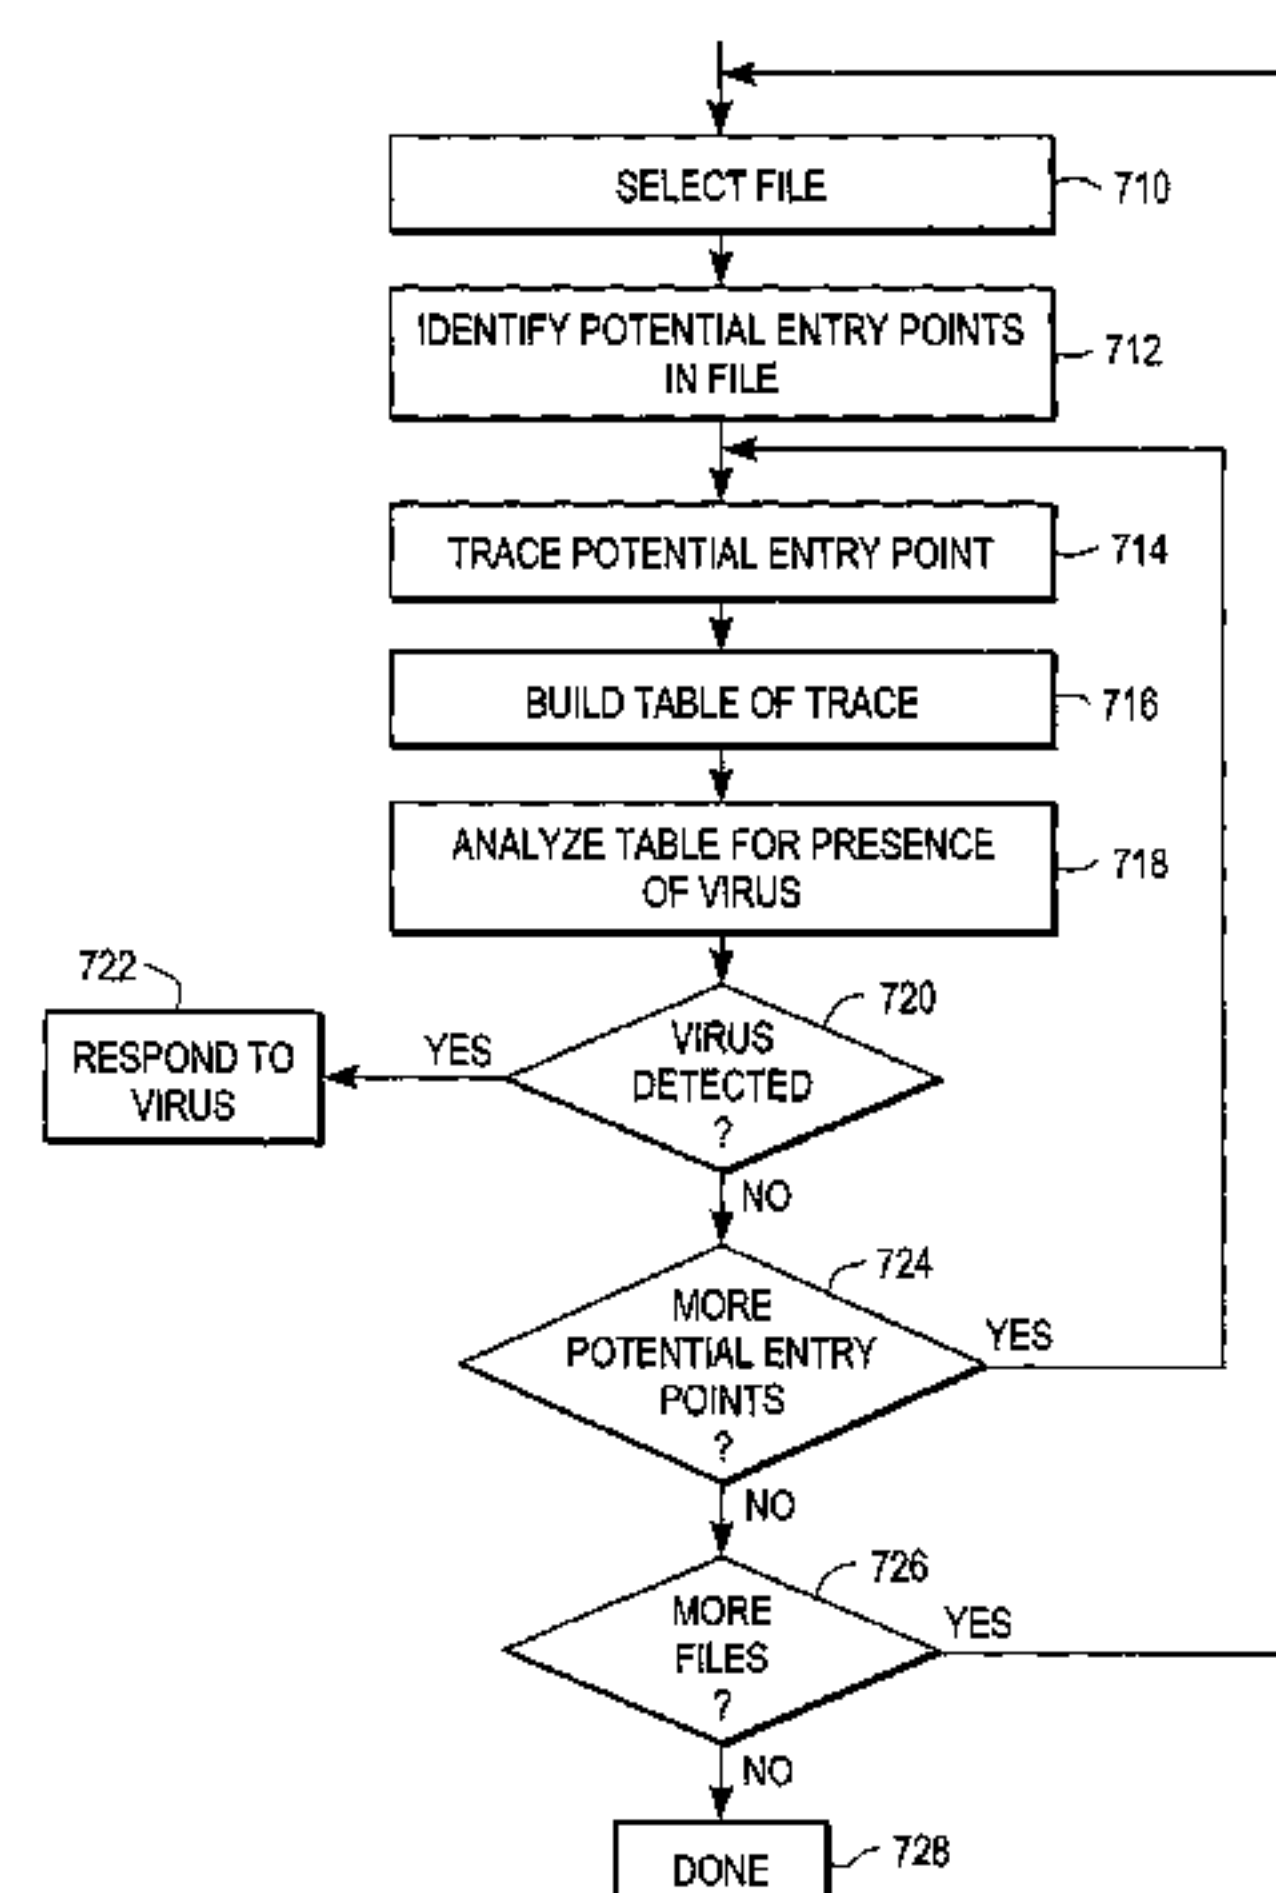 SELECT FILE
710
IDENTIFY POTENTIAL ENTRY POINTS
IN FILE
712
TRACE POTENTIAL ENTRY POINT
714
BUILD TABLE OF TRACE
716
ANALYZE TABLE FOR PRESENCE
OF VIRUS
718
722
RESPOND TO
VIRUS
YES
720
VIRUS
DETECTED
?
NO
724
MORE
POTENTIAL ENTRY
POINTS
?
YES
NO
726
MORE
FILES
?
YES
NO
DONE
728